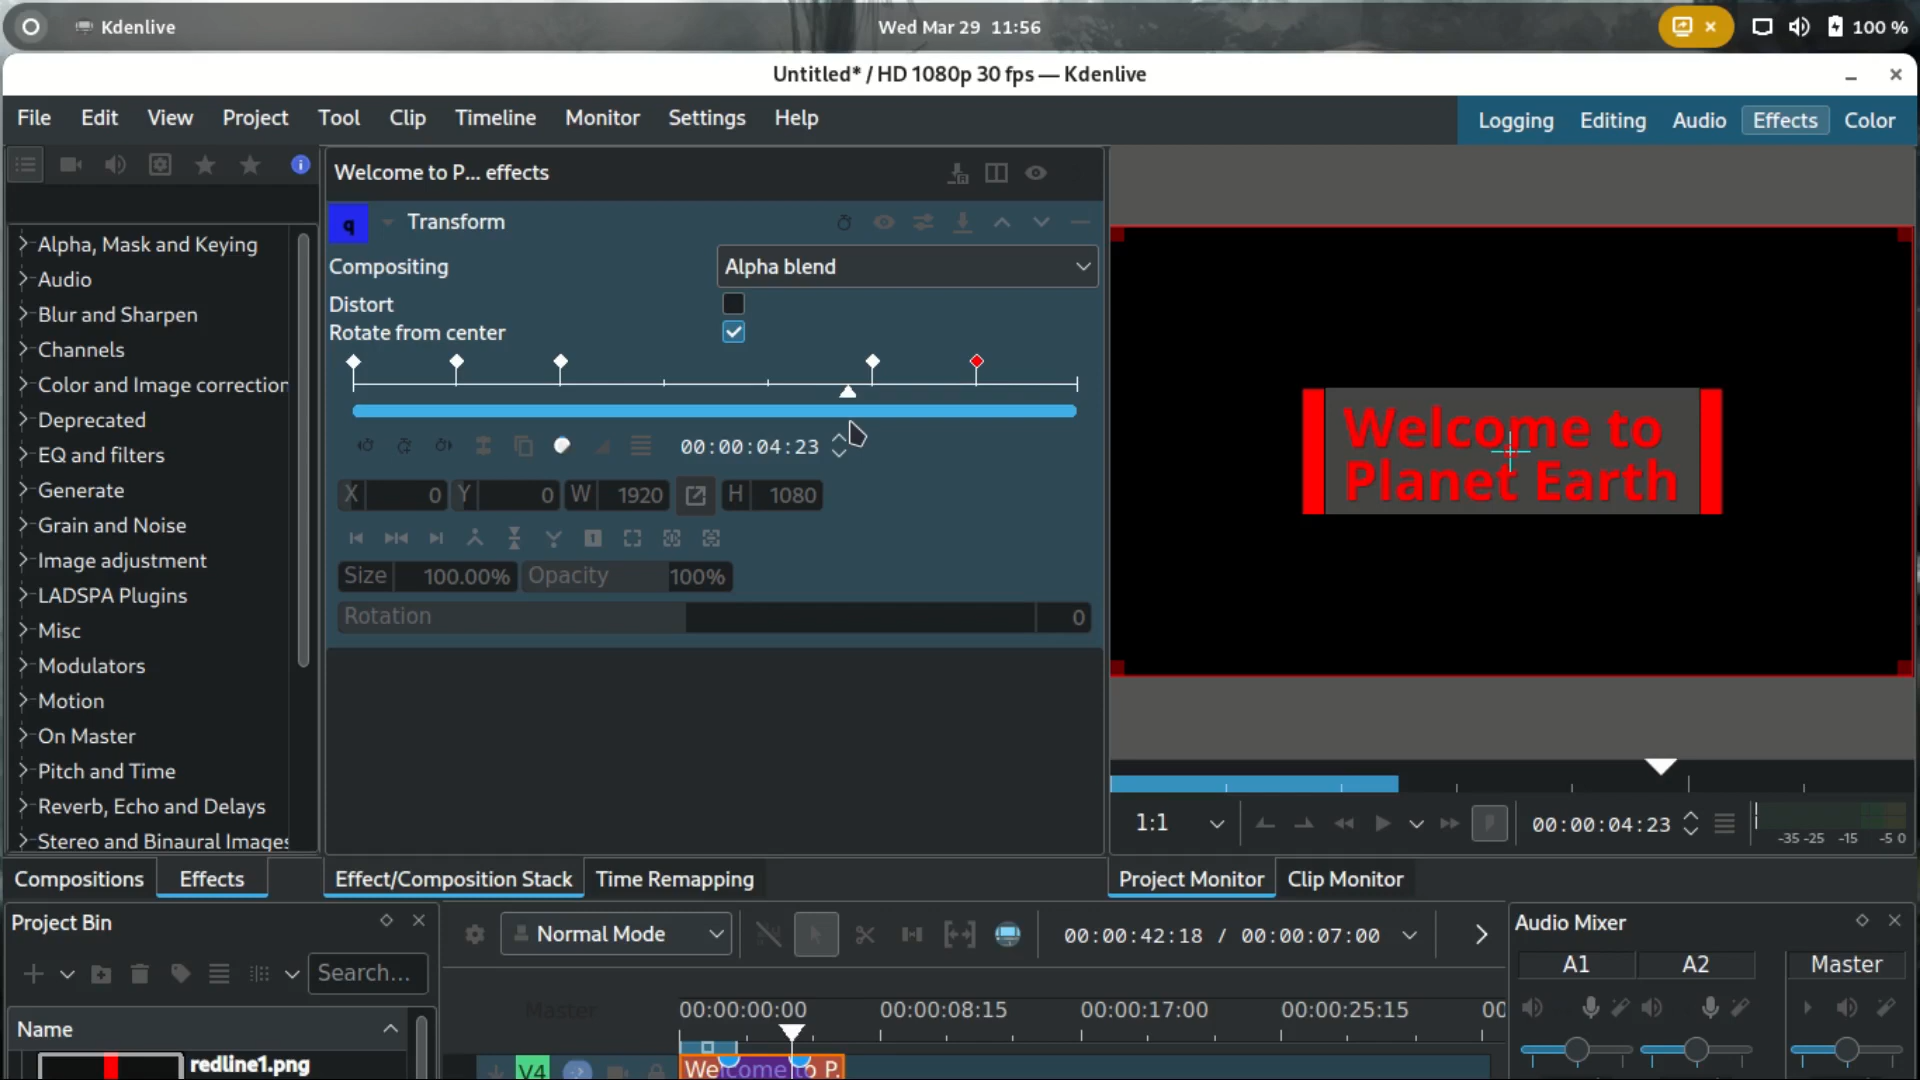 Kdenlive
Wed Mar 29 11:56
100 %
Untitled* / HD 1080p 30 fps — Kdenlive
File Edit View Project Tool Clip Timeline Monitor Settings Help
Logging Editing Audio Effects Color
Welcome to P... effects
Transform
Compositing
Alpha blend
Distort
Rotate from center
00:00:04:23
X 0 Y 0 W 1920 H 1080
Size 100.00% Opacity 100%
Rotation 0
Alpha, Mask and Keying
Audio
Blur and Sharpen
Channels
Color and Image correction
Deprecated
EQ and filters
Generate
Grain and Noise
Image adjustment
LADSPA Plugins
Misc
Modulators
Motion
On Master
Pitch and Time
Reverb, Echo and Delays
Stereo and Binaural Images
Welcome to
Planet Earth
1:1
00:00:04:23
-35 -25 -15 -5 0
Compositions Effects
Effect/Composition Stack Time Remapping
Project Monitor Clip Monitor
Project Bin
Search...
Name
redline1.png
Normal Mode
00:00:42:18 / 00:00:07:00
Master
00:00:00:00 00:00:08:15 00:00:17:00 00:00:25:15 00
V4
Welcome to P.
Audio Mixer
A1 A2 Master